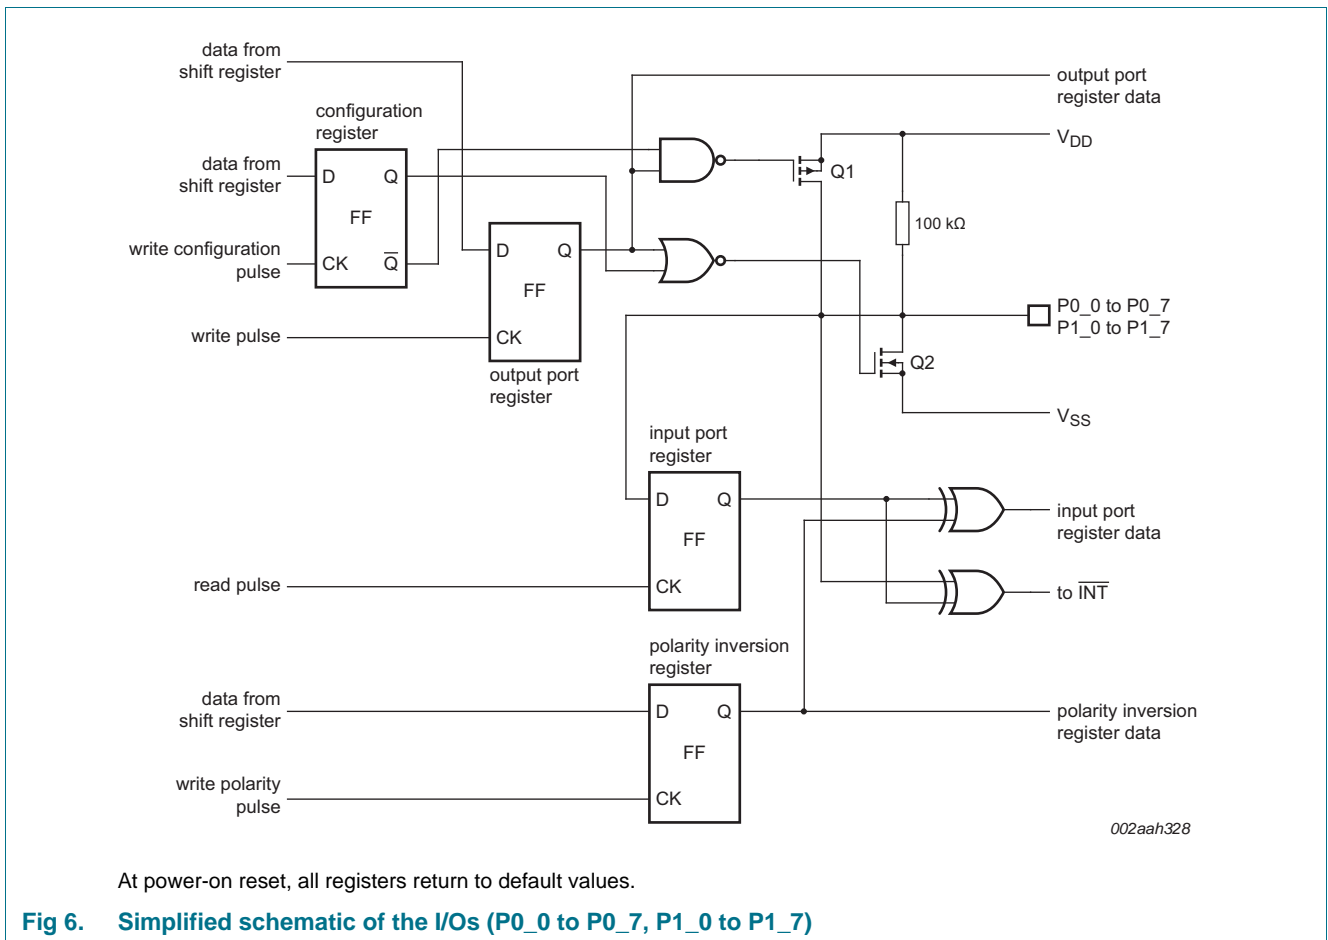 data from
shift register
output port
register data
configuration
register
V_DD
data from
shift register
D
Q
FF
Q1
100 kΩ
write configuration
pulse
CK
Q̅
D
Q
FF
P0_0 to P0_7
P1_0 to P1_7
write pulse
CK
output port
register
Q2
V_SS
input port
register
D
Q
FF
input port
register data
read pulse
CK
to I̅N̅T̅
polarity inversion
register
data from
shift register
D
Q
FF
polarity inversion
register data
write polarity
pulse
CK
002aah328
At power-on reset, all registers return to default values.
Fig 6. Simplified schematic of the I/Os (P0_0 to P0_7, P1_0 to P1_7)